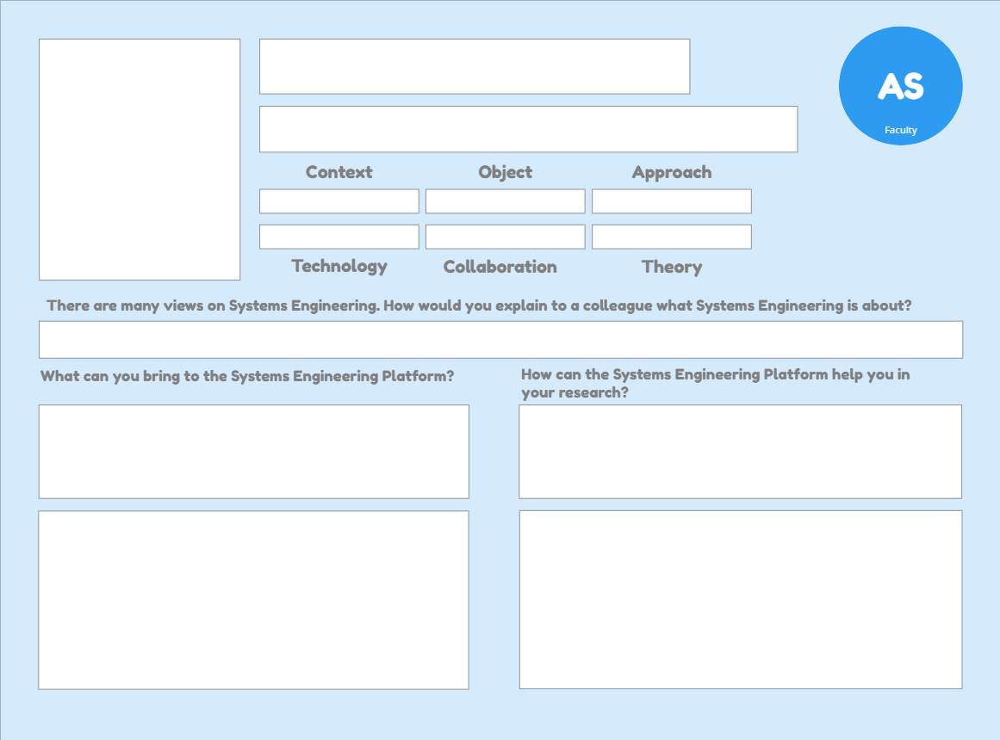 AS
Faculty
Context Object Approach
Technology Collaboration Theory
There are many views on Systems Engineering. How would you explain to a colleague what Systems Engineering is about?
What can you bring to the Systems Engineering Platform?
How can the Systems Engineering Platform help you in
your research?